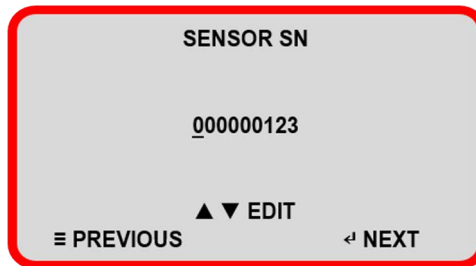 SENSOR SN
000000123
▲ ▼ EDIT
≡ PREVIOUS ↵ NEXT